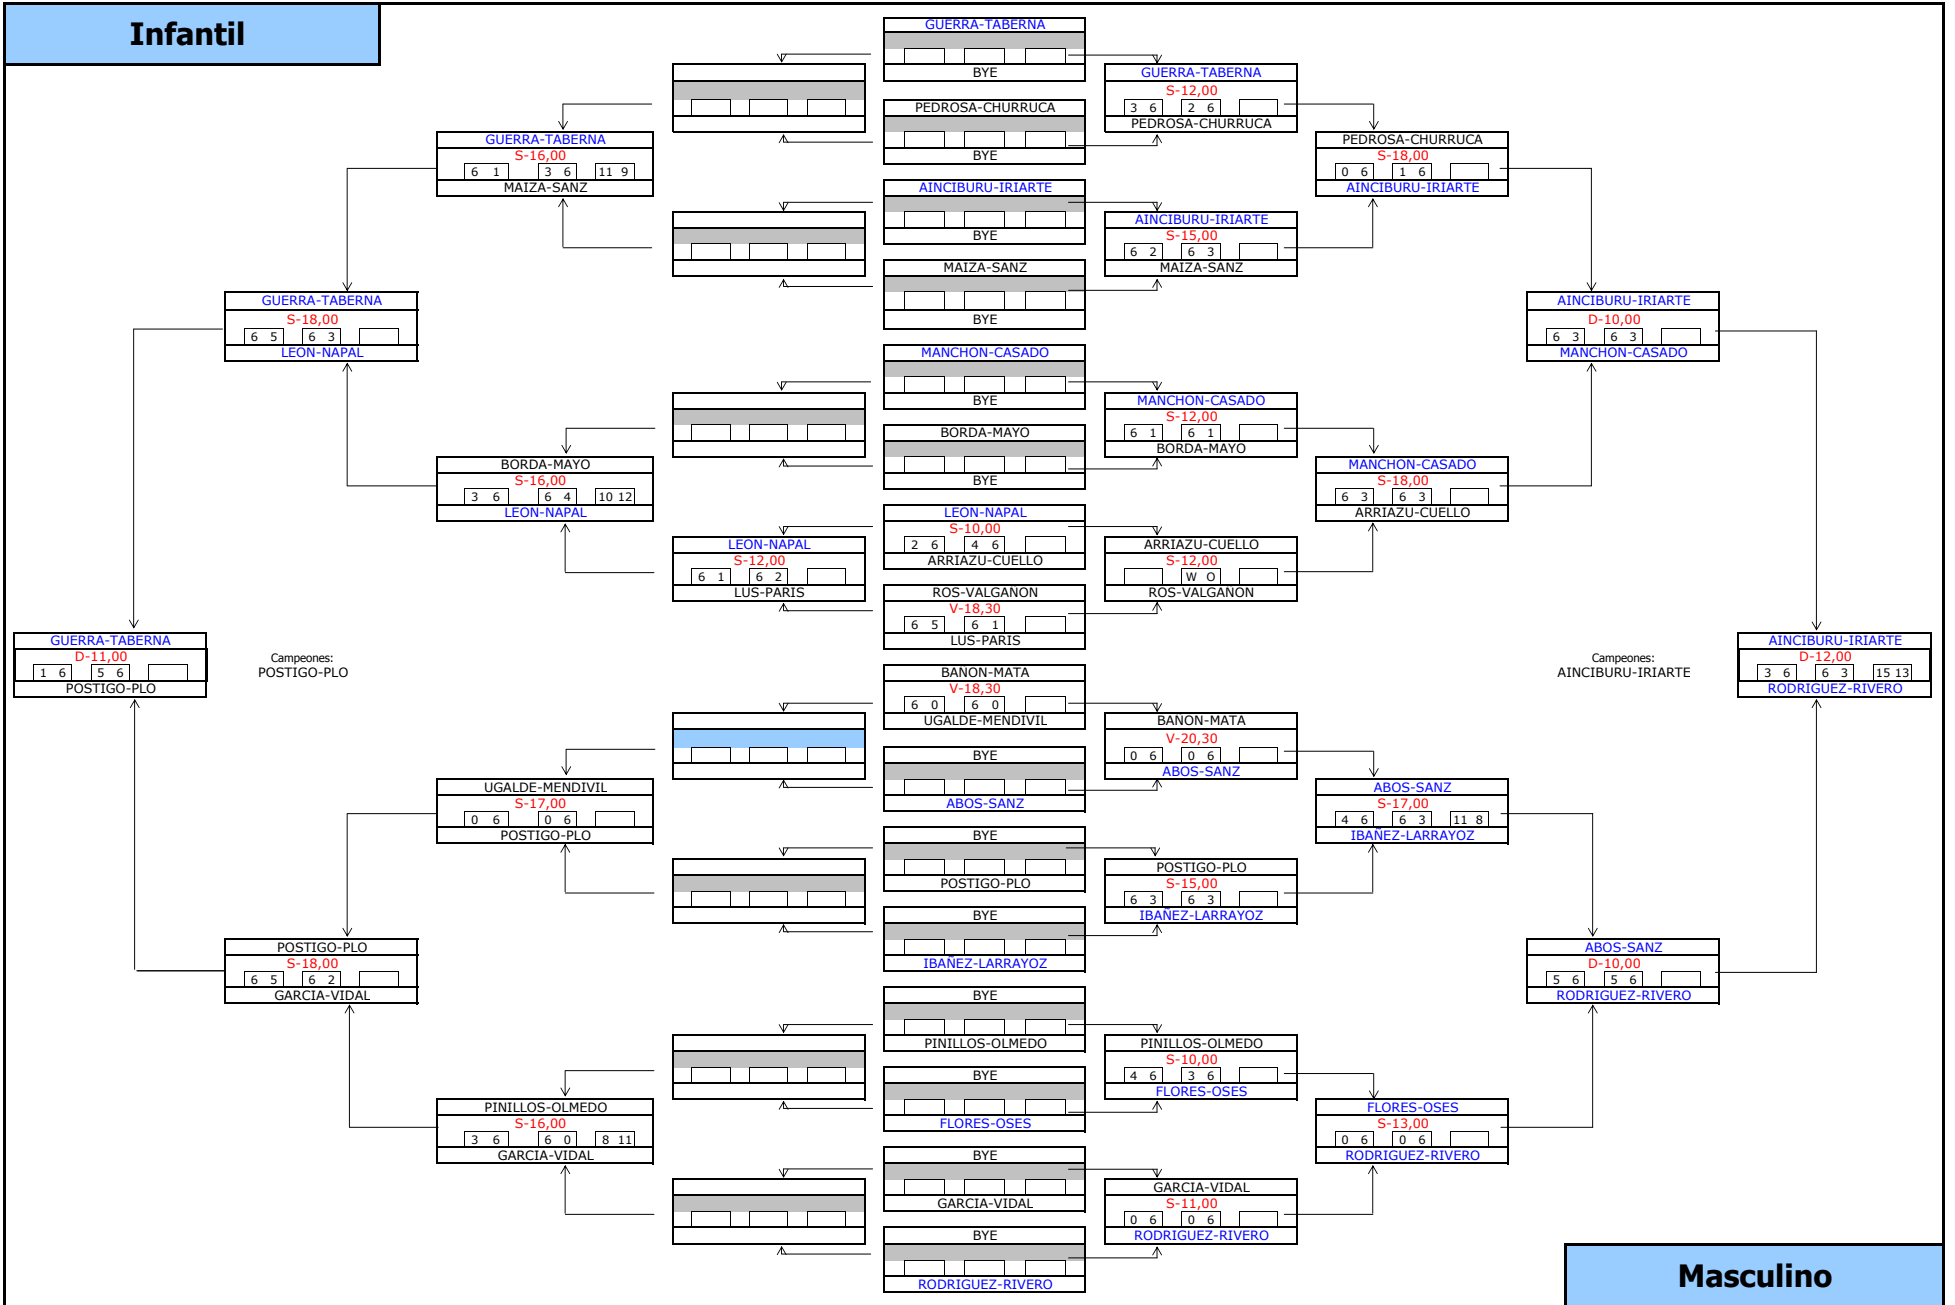 Infantil
GUERRA-TABERNA
D-11,00
1 6 5 6
POSTIGO-PLO
Campeones:
POSTIGO-PLO
GUERRA-TABERNA
S-18,00
6 5 6 3
LEON-NAPAL
POSTIGO-PLO
S-18,00
6 5 6 2
GARCIA-VIDAL
GUERRA-TABERNA
S-16,00
6 1 3 6 11 9
MAIZA-SANZ
BORDA-MAYO
S-16,00
3 6 6 4 10 12
LEON-NAPAL
UGALDE-MENDIVIL
S-17,00
0 6 0 6
POSTIGO-PLO
PINILLOS-OLMEDO
S-16,00
3 6 6 0 8 11
GARCIA-VIDAL
LEON-NAPAL
S-12,00
6 1 6 2
LUS-PARIS
GUERRA-TABERNA
BYE
PEDROSA-CHURRUCA
BYE
AINCIBURU-IRIARTE
BYE
MAIZA-SANZ
BYE
MANCHON-CASADO
BYE
BORDA-MAYO
BYE
LEON-NAPAL
S-10,00
2 6 4 6
ARRIAZU-CUELLO
ROS-VALGAÑON
V-18,30
6 5 6 1
LUS-PARIS
BAÑON-MATA
V-18,30
6 0 6 0
UGALDE-MENDIVIL
BYE
ABOS-SANZ
BYE
POSTIGO-PLO
BYE
IBAÑEZ-LARRAYOZ
BYE
PINILLOS-OLMEDO
BYE
FLORES-OSES
BYE
GARCIA-VIDAL
BYE
RODRIGUEZ-RIVERO
GUERRA-TABERNA
S-12,00
3 6 2 6
PEDROSA-CHURRUCA
AINCIBURU-IRIARTE
S-15,00
6 2 6 3
MAIZA-SANZ
MANCHON-CASADO
S-12,00
6 1 6 1
BORDA-MAYO
ARRIAZU-CUELLO
S-12,00
W O
ROS-VALGAÑON
BAÑON-MATA
V-20,30
0 6 0 6
ABOS-SANZ
POSTIGO-PLO
S-15,00
6 3 6 3
IBAÑEZ-LARRAYOZ
PINILLOS-OLMEDO
S-10,00
4 6 3 6
FLORES-OSES
GARCIA-VIDAL
S-11,00
0 6 0 6
RODRIGUEZ-RIVERO
PEDROSA-CHURRUCA
S-18,00
0 6 1 6
AINCIBURU-IRIARTE
MANCHON-CASADO
S-18,00
6 3 6 3
ARRIAZU-CUELLO
ABOS-SANZ
S-17,00
4 6 6 3 11 8
IBAÑEZ-LARRAYOZ
FLORES-OSES
S-13,00
0 6 0 6
RODRIGUEZ-RIVERO
AINCIBURU-IRIARTE
D-10,00
6 3 6 3
MANCHON-CASADO
ABOS-SANZ
D-10,00
5 6 5 6
RODRIGUEZ-RIVERO
Campeones:
AINCIBURU-IRIARTE
AINCIBURU-IRIARTE
D-12,00
3 6 6 3 15 13
RODRIGUEZ-RIVERO
Masculino